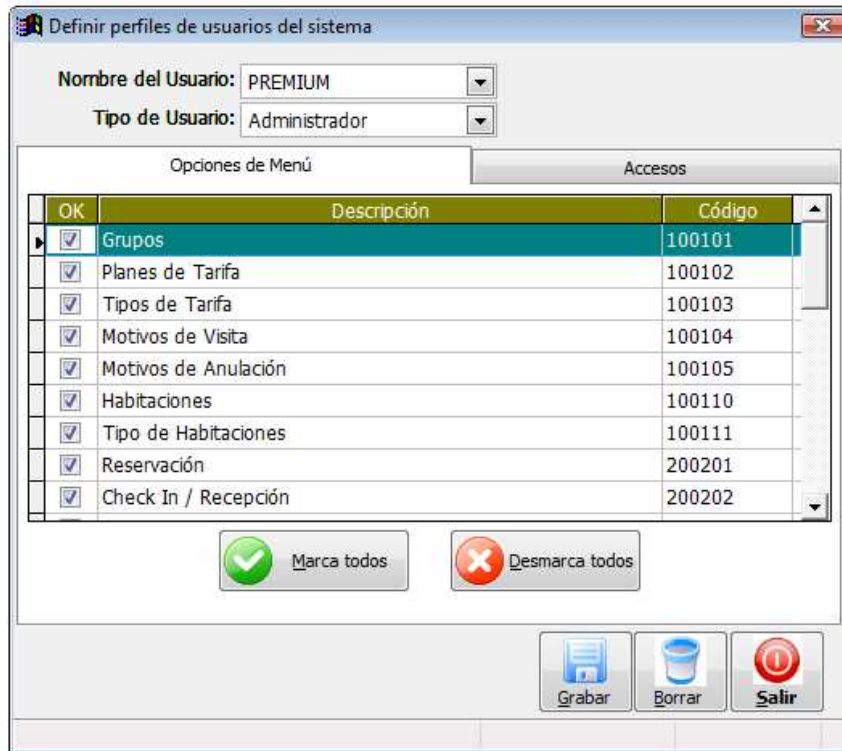 Definir perfiles de usuarios del sistema
Nombre del Usuario: PREMIUM
Tipo de Usuario: Administrador
Opciones de Menú Accesos
OK Descripción Código
Grupos 100101
Planes de Tarifa 100102
Tipos de Tarifa 100103
Motivos de Visita 100104
Motivos de Anulación 100105
Habitaciones 100110
Tipo de Habitaciones 100111
Reservación 200201
Check In / Recepción 200202
Marca todos Desmarca todos
Grabar Borrar Salir